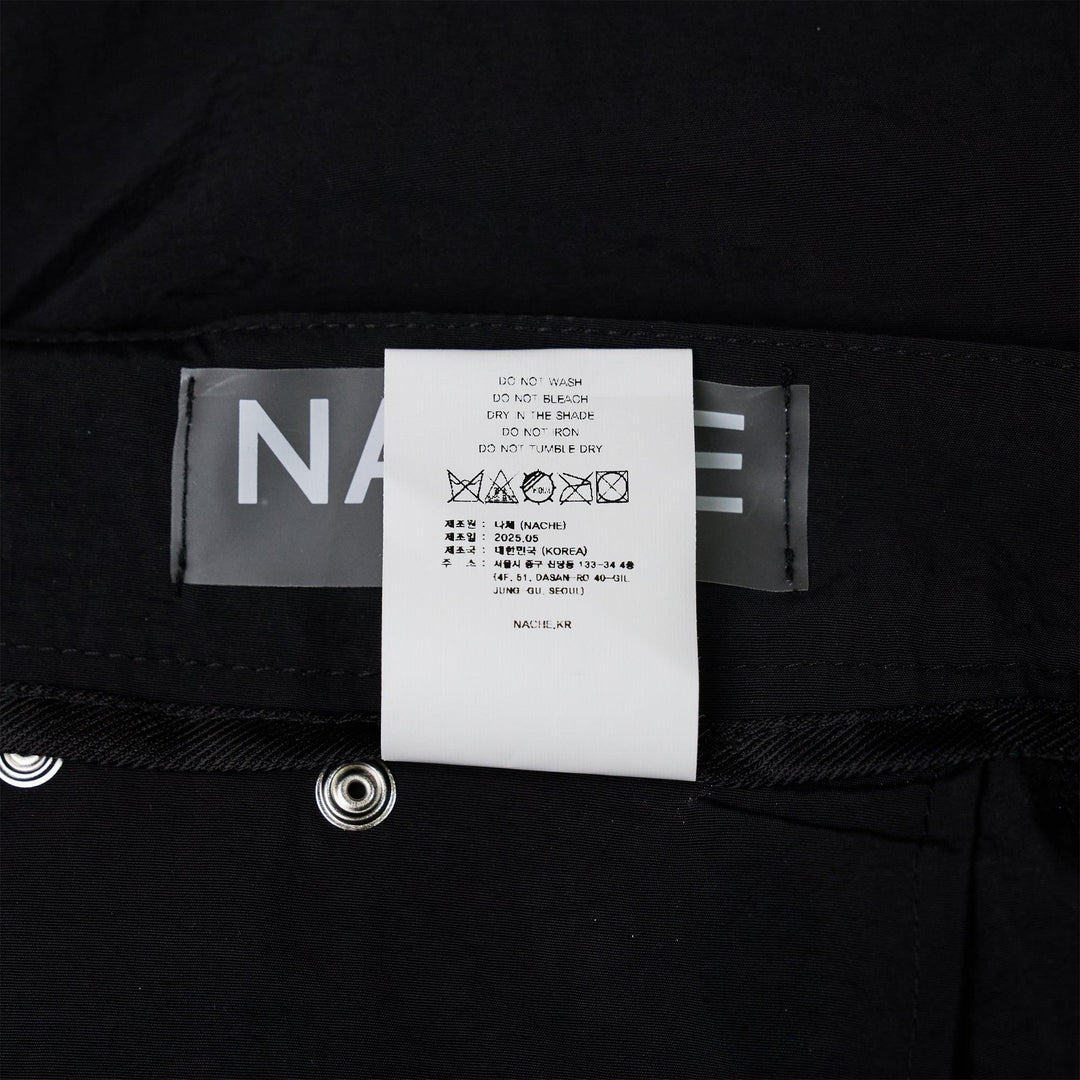 DO NOT WASH
DO NOT BLEACH
DRY IN THE SHADE
DO NOT IRON
DO NOT TUMBLE DRY
NA E
제조원 : 나체 (NACHE)
제조일 : 2025.05
제조국 : 대한민국 (KOREA)
주 소 : 서울시 중구 신당동 133-34 4층
(4F, 51, DASAN-RO 40-GIL
JUNG-GU, SEOUL)
NACHE.KR